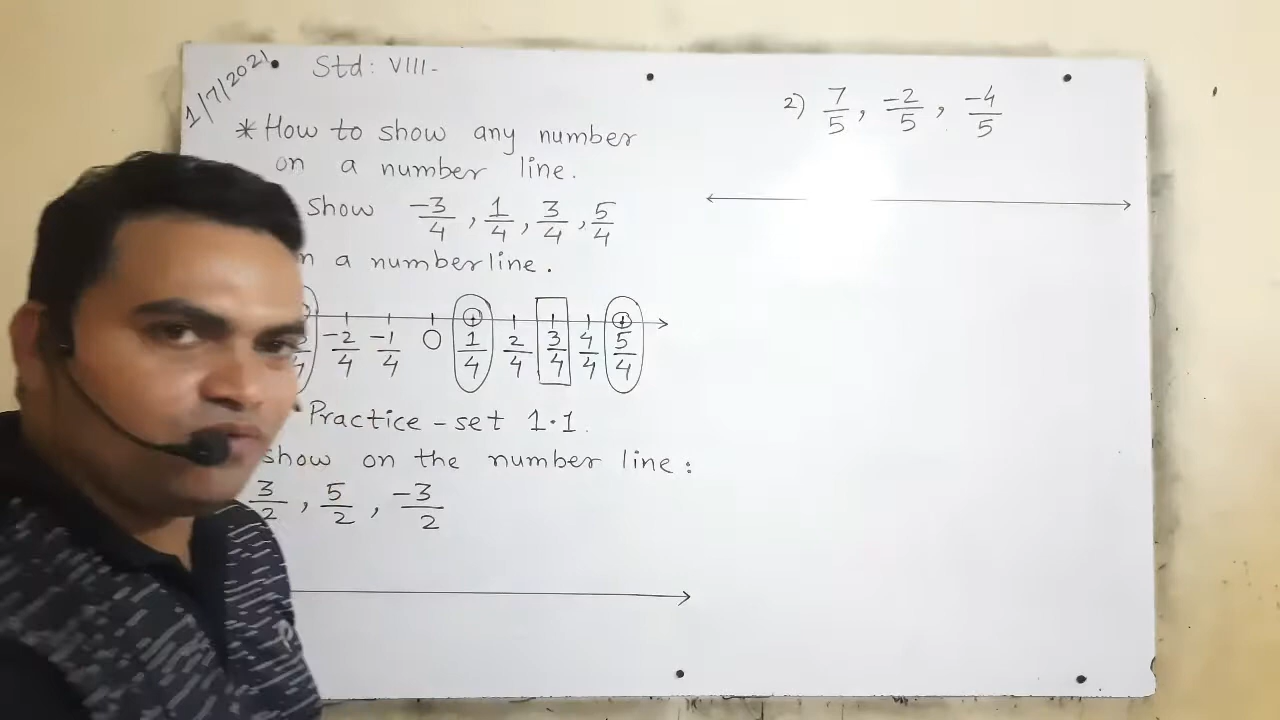 1/7/2021
Std: VIII-
* How to show any number
on a number line.
show -3/4, 1/4, 3/4, 5/4
n a numberline.
-2/4 -1/4 0 1/4 2/4 3/4 4/4 5/4
Practice-set 1.1.
show on the number line:
3/2, 5/2, -3/2
2) 7/5, -2/5, -4/5